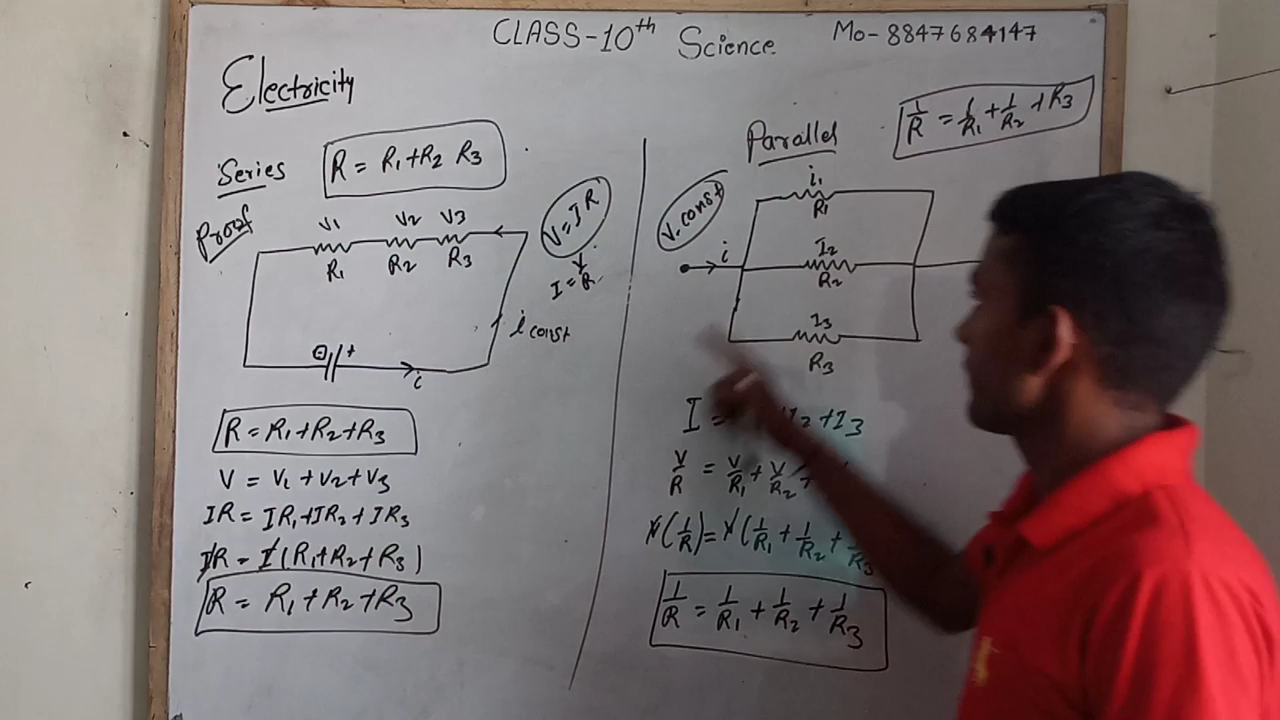 CLASS-10th Science Mo-8847684147
Electricity
Series R = R1+R2 R3
Proof
V1 V2 V3
R1 R2 R3
V=IR
I = R
i const
- +
i
R = R1+R2+R3
V = V1+V2+V3
IR = IR1+IR2+IR3
IR = I(R1+R2+R3)
R = R1+R2+R3
Parallel 1/R = 1/R1 + 1/R2 + R3
V. const
i
i1
R1
I2
R2
I3
R3
I = I2+I3
V/R = V/R1 + V/R2 +
V(1/R) = V(1/R1 + 1/R2 + 1/R3
1/R = 1/R1 + 1/R2 + 1/R3